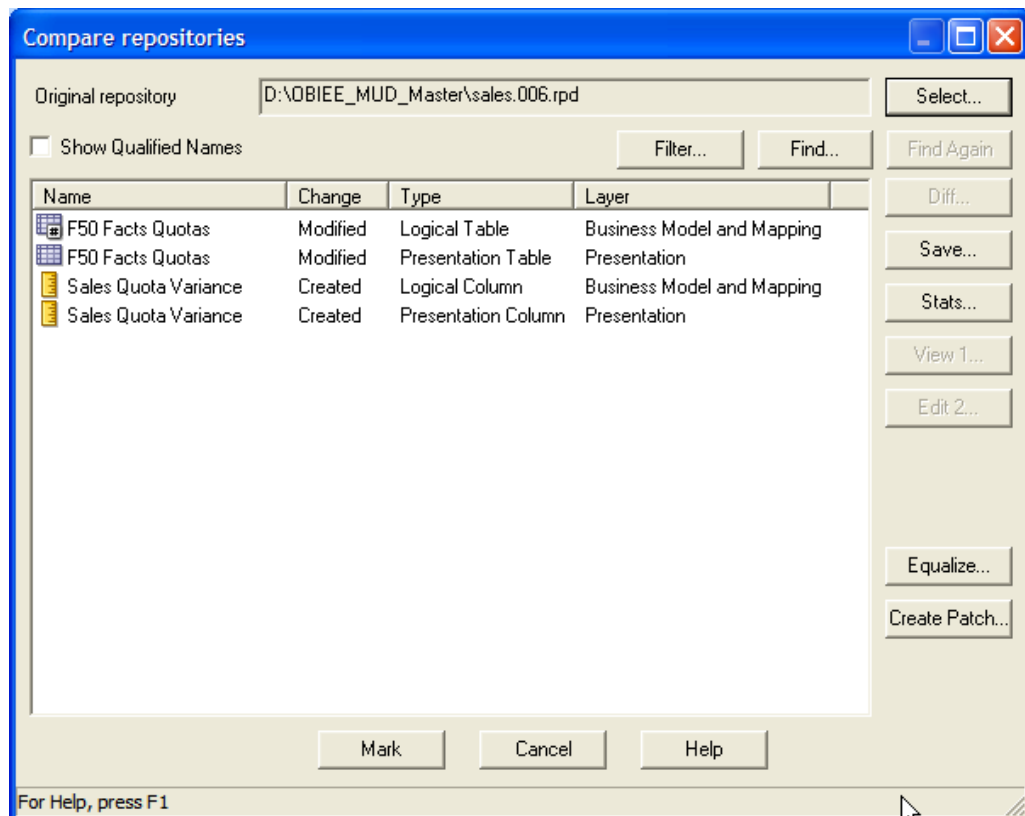 Compare repositories
Original repository D:\OBIEE_MUD_Master\sales.006.rpd Select...
Show Qualified Names Filter... Find... Find Again
Name Change Type Layer Diff...
F50 Facts Quotas Modified Logical Table Business Model and Mapping
F50 Facts Quotas Modified Presentation Table Presentation Save...
Sales Quota Variance Created Logical Column Business Model and Mapping
Sales Quota Variance Created Presentation Column Presentation Stats...
View 1...
Edit 2...
Equalize...
Create Patch...
Mark Cancel Help
For Help, press F1